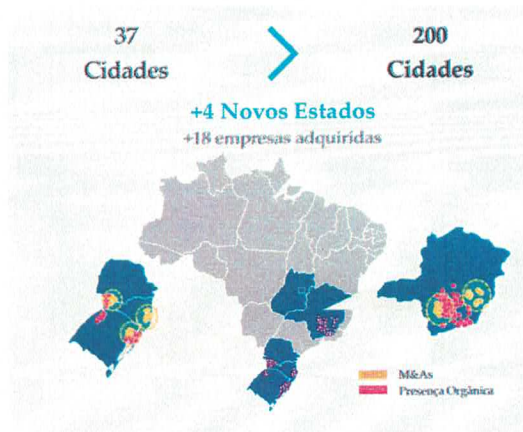 37
Cidades
200
Cidades
+4 Novos Estados
+18 empresas adquiridas
M&As
Presença Orgânica